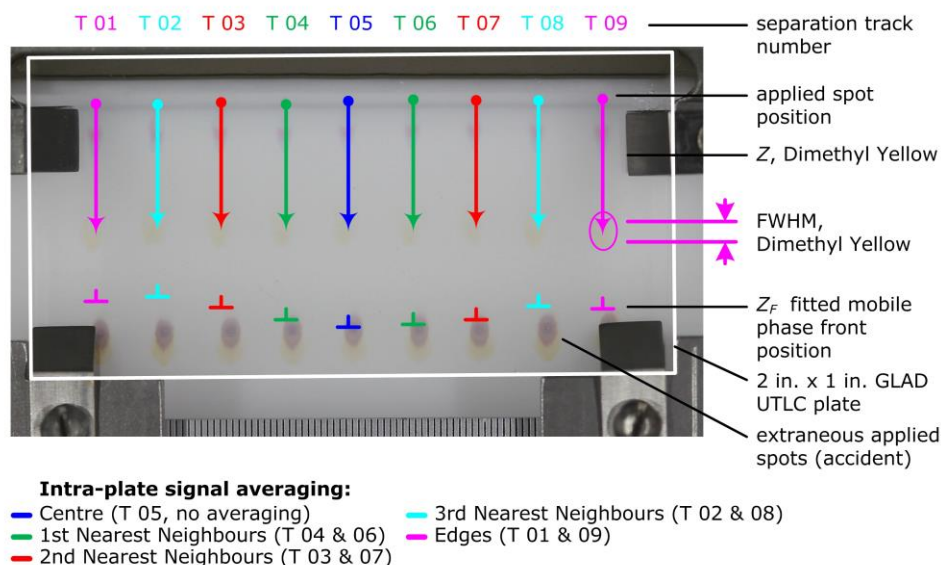 T 01 T 02 T 03 T 04 T 05 T 06 T 07 T 08 T 09
separation track
number
applied spot
position
Z, Dimethyl Yellow
FWHM,
Dimethyl Yellow
Z_F fitted mobile
phase front
position
2 in. x 1 in. GLAD
UTLC plate
extraneous applied
spots (accident)
Intra-plate signal averaging:
Centre (T 05, no averaging)
1st Nearest Neighbours (T 04 & 06)
2nd Nearest Neighbours (T 03 & 07)
3rd Nearest Neighbours (T 02 & 08)
Edges (T 01 & 09)